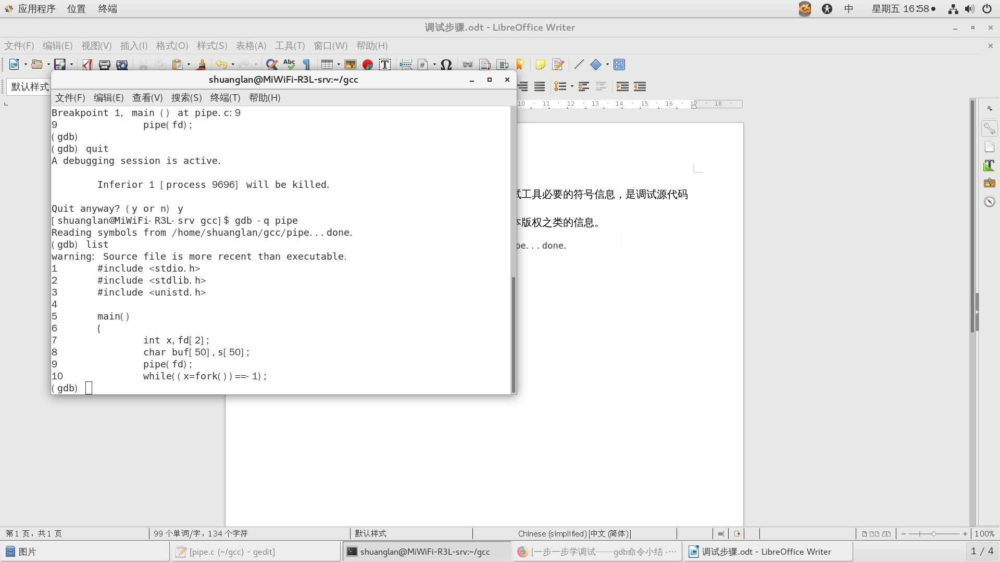 应用程序 位置 终端 中 星期五 16:58
调试步骤.odt - LibreOffice Writer
文件(F) 编辑(E) 视图(V) 插入(I) 格式(O) 样式(S) 表格(A) 工具(T) 窗口(W) 帮助(H)
默认样式
shuanglan@MiWiFi-R3L-srv:~/gcc
文件(F) 编辑(E) 查看(V) 搜索(S) 终端(T) 帮助(H)
10 11 12 13 14 15 16 17 18
Breakpoint 1, main () at pipe.c:9
9 pipe(fd);
(gdb)
(gdb) quit
A debugging session is active.
Inferior 1 [process 9696] will be killed.
Quit anyway? (y or n) y
[shuanglan@MiWiFi-R3L-srv gcc]$ gdb -q pipe
Reading symbols from /home/shuanglan/gcc/pipe...done.
(gdb) list
warning: Source file is more recent than executable.
1 #include <stdio.h>
2 #include <stdlib.h>
3 #include <unistd.h>
4
5 main()
6 {
7 int x,fd[2];
8 char buf[50],s[50];
9 pipe(fd);
10 while((x=fork())==-1);
(gdb)
试工具必要的符号信息，是调试源代码
本版权之类的信息。
pe...done.
第1 页，共1 页 99 个单词/字，134 个字符 默认样式 Chinese (simplified) [中文 (简体)] 100%
图片 [pipe.c (~/gcc) - gedit] shuanglan@MiWiFi-R3L-srv:~/gcc [一步一步学调试——gdb命令小结 -··· 调试步骤.odt - LibreOffice Writer 1 / 4